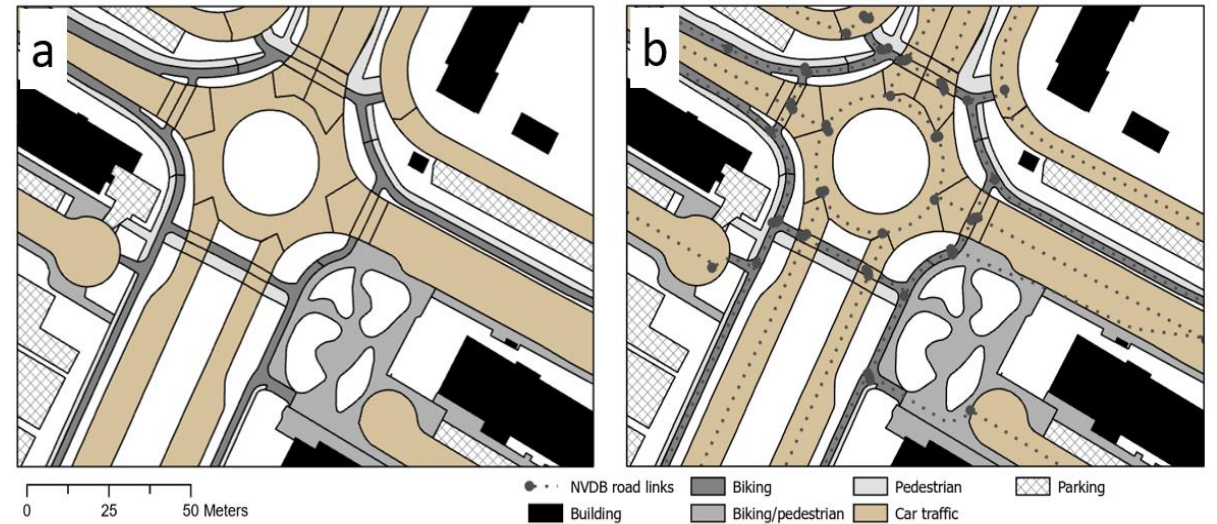 a
b
NVDB road links
Biking
Pedestrian
Parking
Building
Biking/pedestrian
Car traffic
0 25 50 Meters